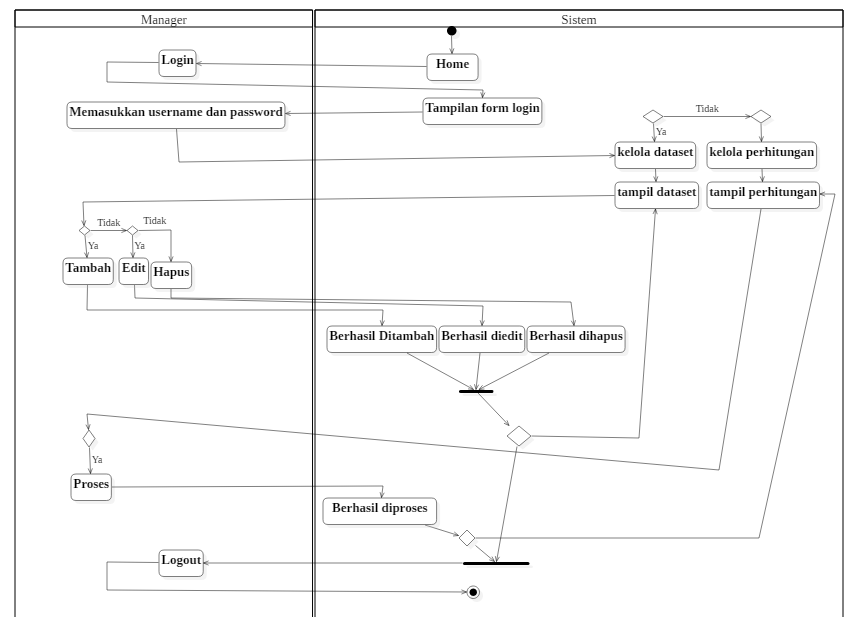 Manager
Sistem
Login
Home
Memasukkan username dan password
Tampilan form login
Tidak
Ya
kelola dataset
kelola perhitungan
tampil dataset
tampil perhitungan
Tidak
Tidak
Ya
Ya
Tambah
Edit
Hapus
Berhasil Ditambah
Berhasil diedit
Berhasil dihapus
Ya
Proses
Berhasil diproses
Logout